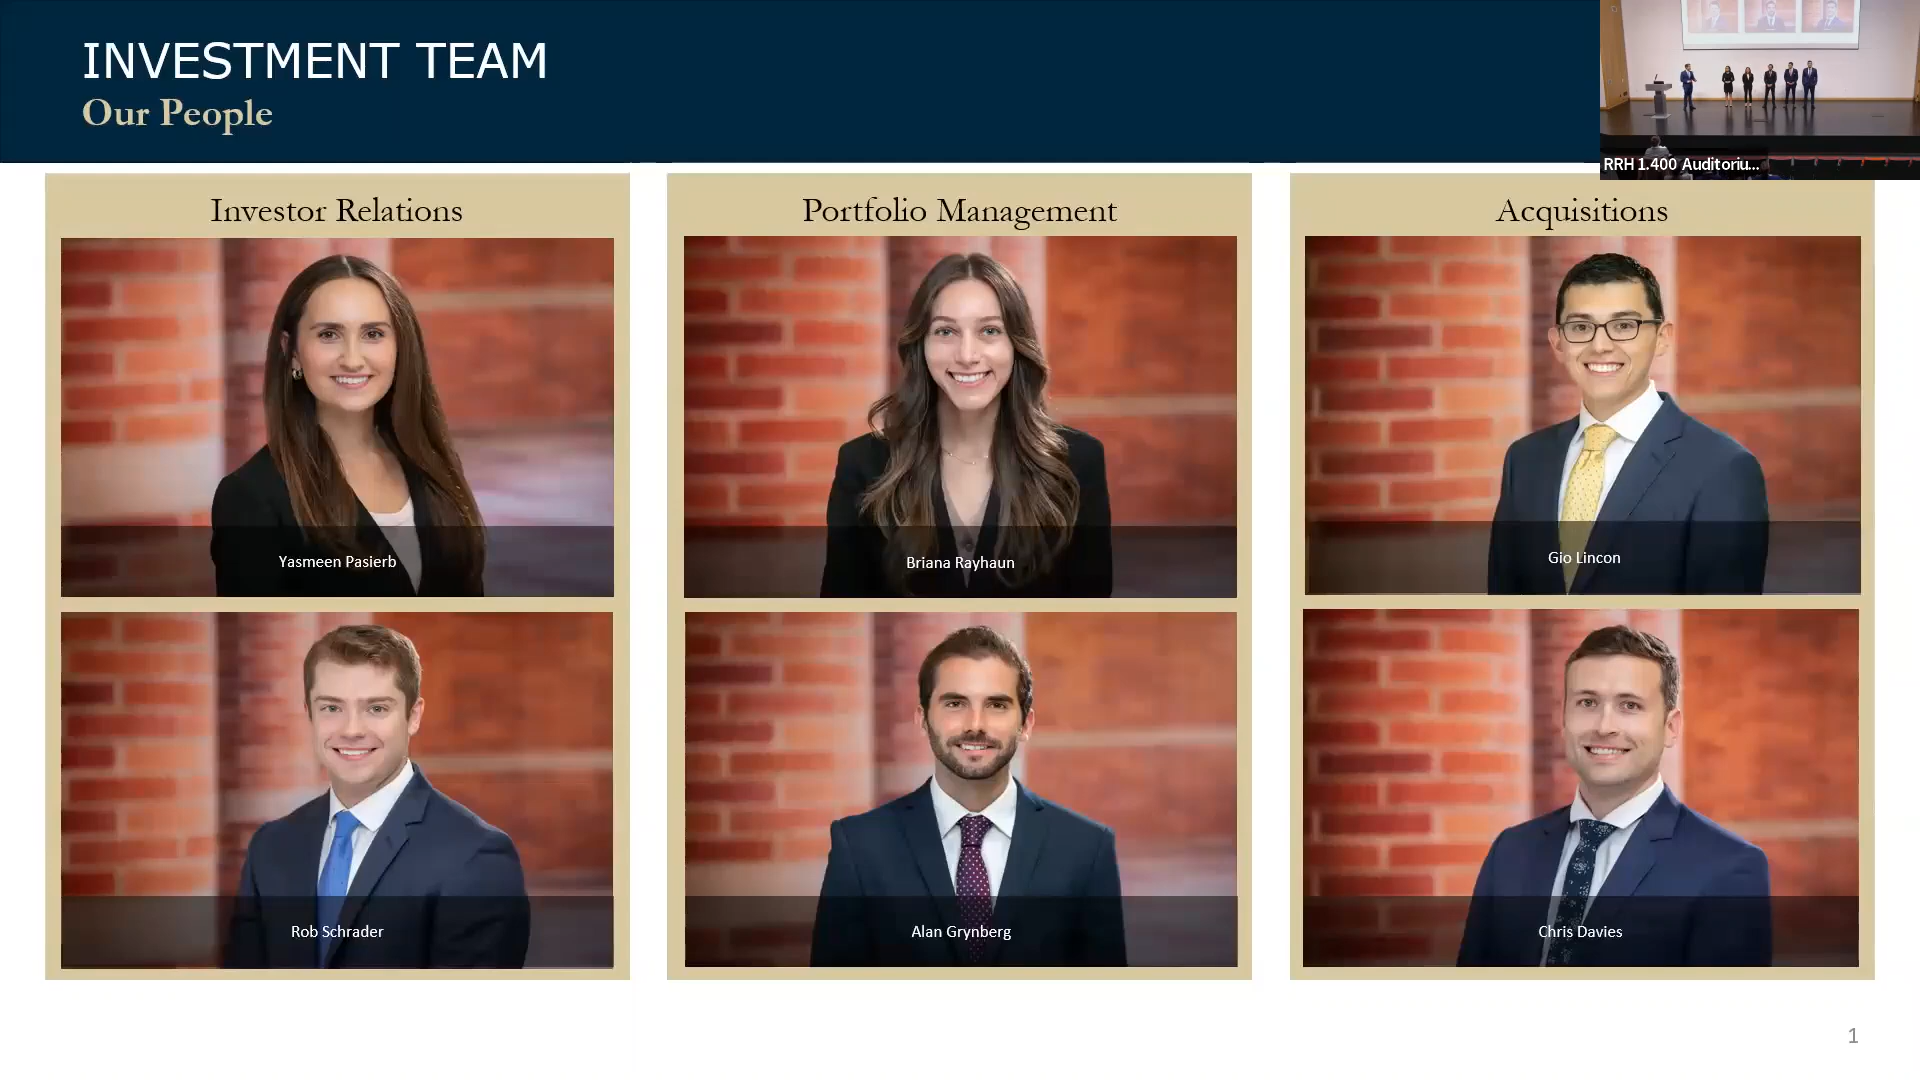 INVESTMENT TEAM
Our People
RRH 1.400 Auditoriu...
Investor Relations
Portfolio Management
Acquisitions
Yasmeen Pasierb
Briana Rayhaun
Gio Lincon
Rob Schrader
Alan Grynberg
Chris Davies
1